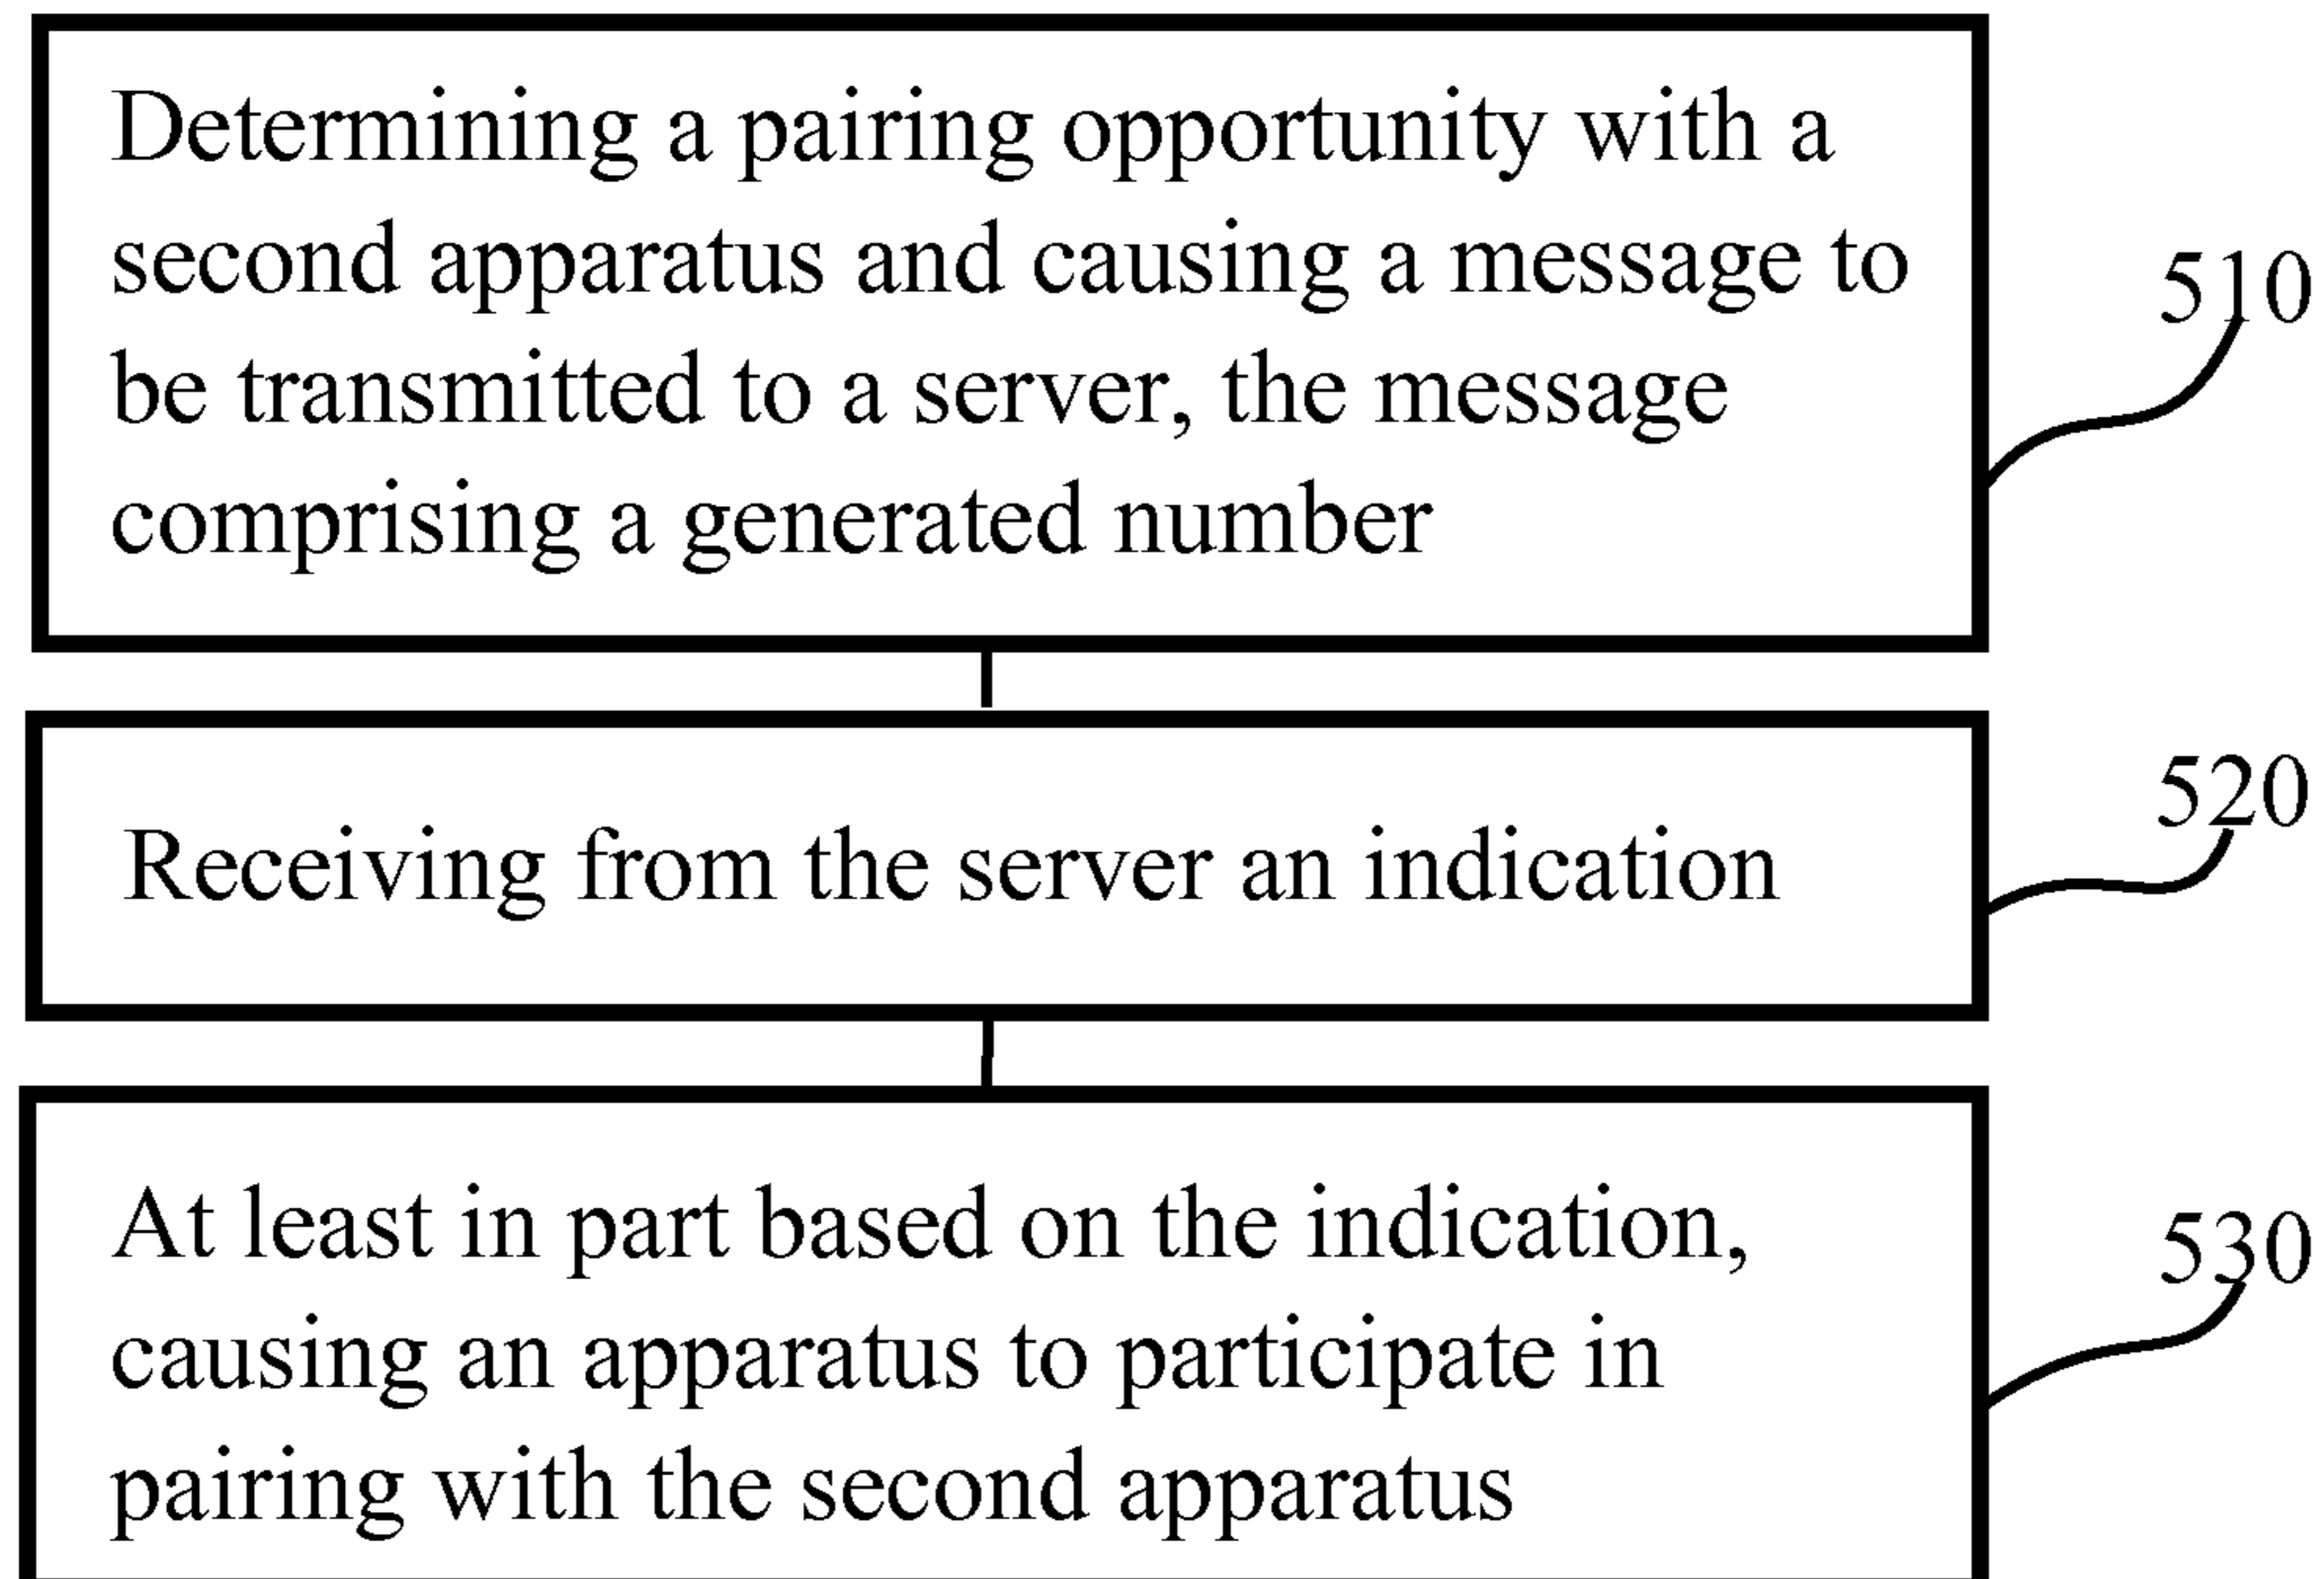 Determining a pairing opportunity with a
second apparatus and causing a message to
be transmitted to a server, the message
comprising a generated number
510
Receiving from the server an indication
520
At least in part based on the indication,
causing an apparatus to participate in
pairing with the second apparatus
530